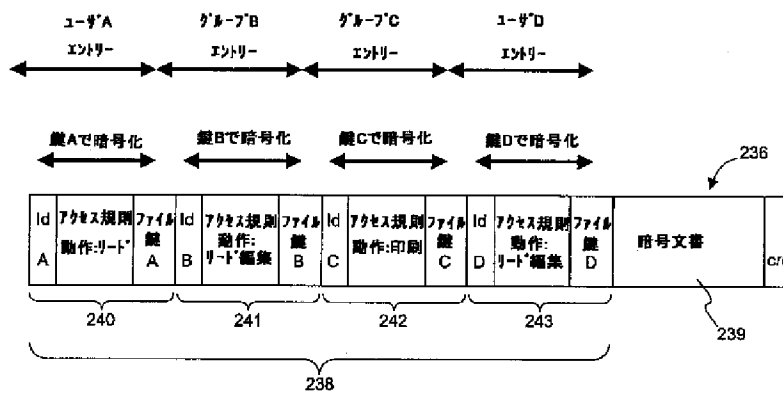 ユーザA グループB グループC ユーザD
エントリー エントリー エントリー エントリー
鍵Aで暗号化 鍵Bで暗号化 鍵Cで暗号化 鍵Dで暗号化
236
Id A
アクセス規則
動作:リード
ファイル
鍵
A
Id B
アクセス規則
動作:
リード編集
ファイル
鍵
B
Id C
アクセス規則
動作:印刷
ファイル
鍵
C
Id D
アクセス規則
動作:
リード編集
ファイル
鍵
D
暗号文書
240 241 242 243 239
238